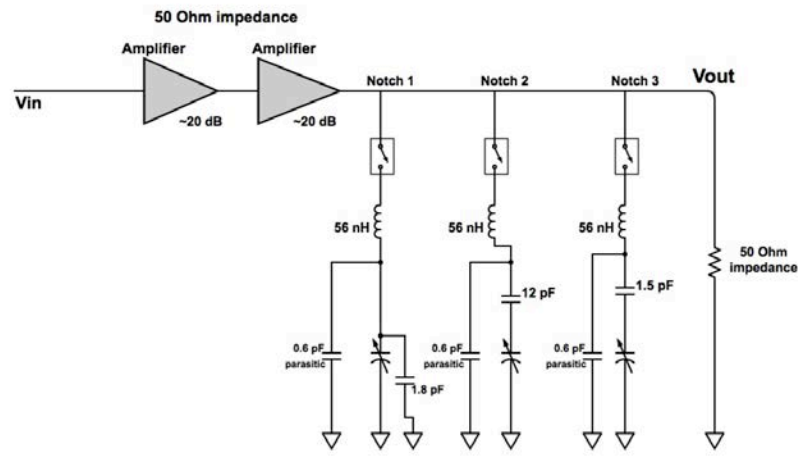 50 Ohm impedance
Amplifier
Amplifier
Notch 1
Notch 2
Notch 3
Vout
Vin
~20 dB
~20 dB
56 nH
56 nH
56 nH
50 Ohm
impedance
12 pF
1.5 pF
0.6 pF
parasitic
0.6 pF
parasitic
0.6 pF
parasitic
1.8 pF